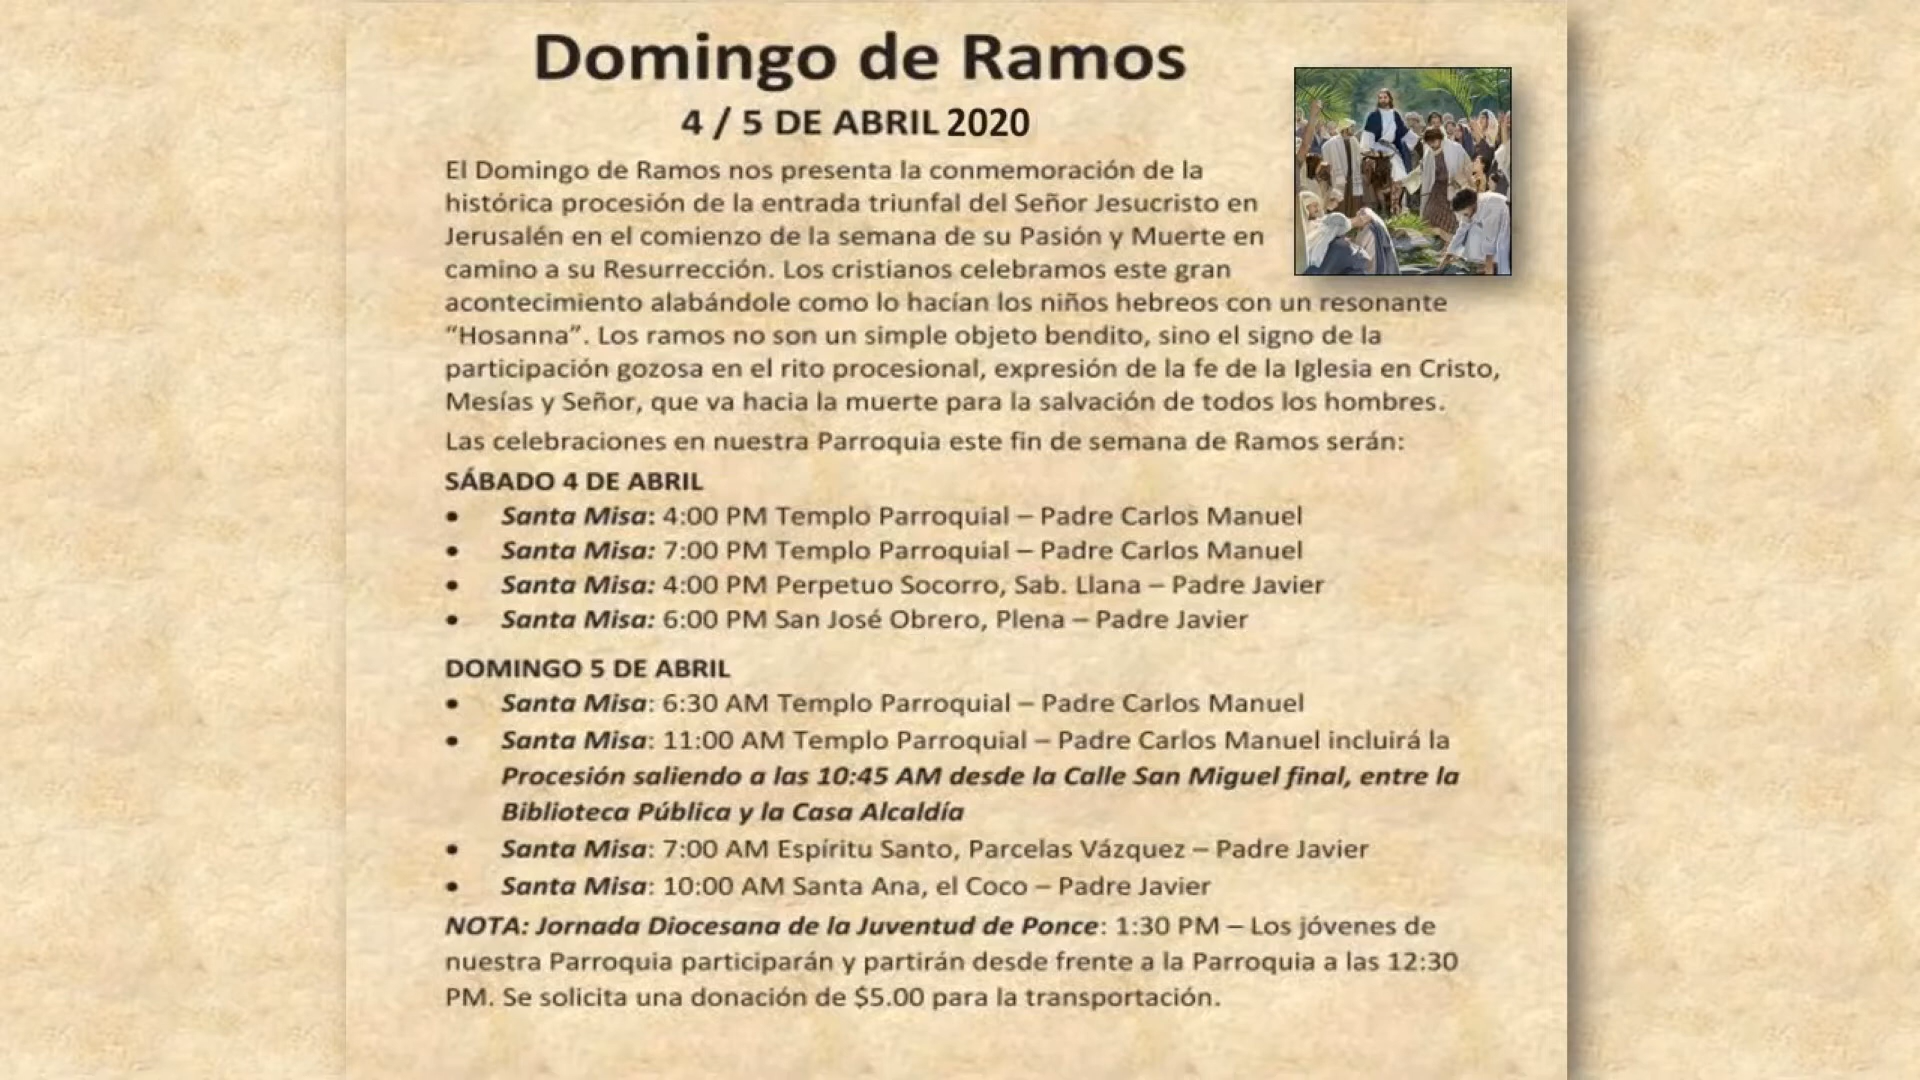 Domingo de Ramos
4 / 5 DE ABRIL 2020
El Domingo de Ramos nos presenta la conmemoración de la
histórica procesión de la entrada triunfal del Señor Jesucristo en
Jerusalén en el comienzo de la semana de su Pasión y Muerte en
camino a su Resurrección. Los cristianos celebramos este gran
acontecimiento alabándole como lo hacían los niños hebreos con un resonante
“Hosanna”. Los ramos no son un simple objeto bendito, sino el signo de la
participación gozosa en el rito procesional, expresión de la fe de la Iglesia en Cristo,
Mesías y Señor, que va hacia la muerte para la salvación de todos los hombres.
Las celebraciones en nuestra Parroquia este fin de semana de Ramos serán:
SÁBADO 4 DE ABRIL
• Santa Misa: 4:00 PM Templo Parroquial – Padre Carlos Manuel
• Santa Misa: 7:00 PM Templo Parroquial – Padre Carlos Manuel
• Santa Misa: 4:00 PM Perpetuo Socorro, Sab. Llana – Padre Javier
• Santa Misa: 6:00 PM San José Obrero, Plena – Padre Javier
DOMINGO 5 DE ABRIL
• Santa Misa: 6:30 AM Templo Parroquial – Padre Carlos Manuel
• Santa Misa: 11:00 AM Templo Parroquial – Padre Carlos Manuel incluirá la
Procesión saliendo a las 10:45 AM desde la Calle San Miguel final, entre la
Biblioteca Pública y la Casa Alcaldía
• Santa Misa: 7:00 AM Espíritu Santo, Parcelas Vázquez – Padre Javier
• Santa Misa: 10:00 AM Santa Ana, el Coco – Padre Javier
NOTA: Jornada Diocesana de la Juventud de Ponce: 1:30 PM – Los jóvenes de
nuestra Parroquia participarán y partirán desde frente a la Parroquia a las 12:30
PM. Se solicita una donación de $5.00 para la transportación.